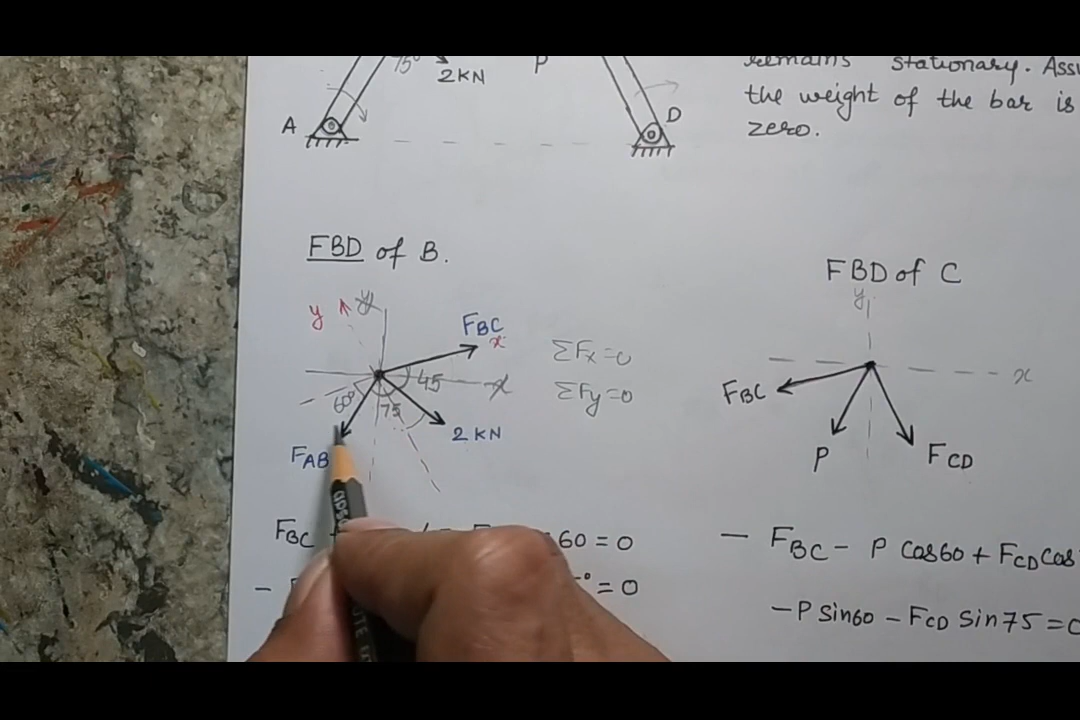 75°
2KN
P
remains stationary. Assu
the weight of the bar is
zero.
A
D
FBD of B.
FBD of C
y
y
y
FBC
x
ΣFx=0
45
x
x
ΣFy=0
60°
75
FBC
2 KN
FAB
P
FCD
FBC
60 = 0
- FBC - P Cos60 + FCD Cos
= 0
-P Sin60 - FCD Sin75 = 0